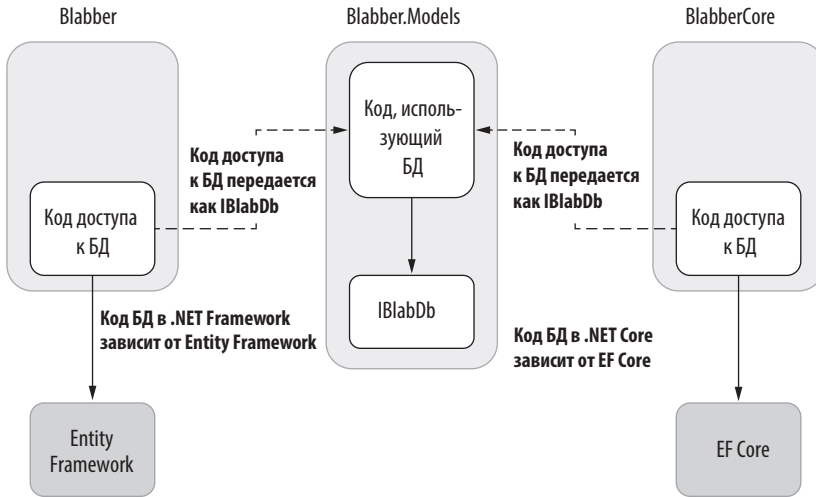 Blabber
Blabber.Models
BlabberCore
Код, исполь-
зующий
БД
Код доступа
к БД передается
как IBlabDb
Код доступа
к БД передается
как IBlabDb
Код доступа
к БД
IBlabDb
Код доступа
к БД
Код БД в .NET Framework
зависит от Entity Framework
Код БД в .NET Core
зависит от EF Core
Entity
Framework
EF Core